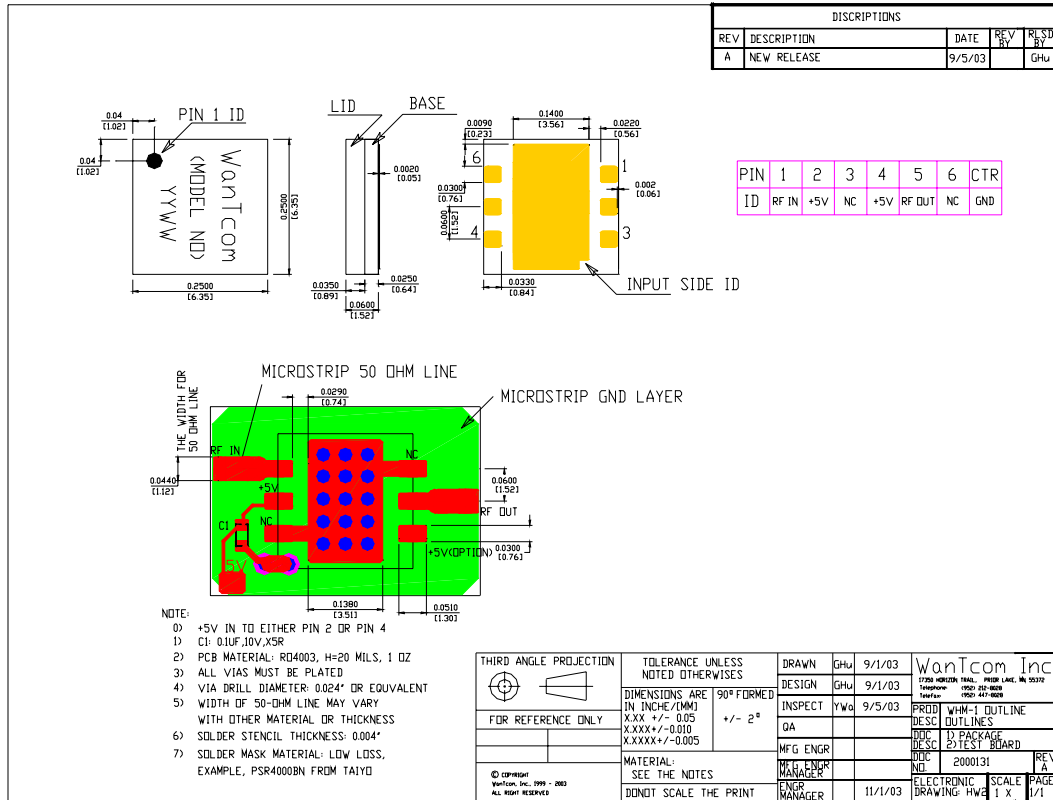 DISCRIPTIONS
REV DESCRIPTION DATE REV BY RLSD BY
A NEW RELEASE 9/5/03 GHu
0.04
[1.02]
PIN 1 ID
0.04
[1.02]
WanTcom
(MODEL NO)
YYWW
0.2500
[6.35]
0.2500
[6.35]
LID
BASE
0.0020
[0.05]
0.0350
[0.89]
0.0250
[0.64]
0.0600
[1.52]
0.0090
[0.23]
0.1400
[3.56]
0.0220
[0.56]
6
1
0.0300
[0.76]
0.002
[0.06]
0.0600
[1.52]
4
3
0.0330
[0.84]
INPUT SIDE ID
PIN 1 2 3 4 5 6 CTR
ID RF IN +5V NC +5V RF OUT NC GND
MICROSTRIP 50 OHM LINE
THE WIDTH FOR
50 OHM LINE
0.0290
[0.74]
MICROSTRIP GND LAYER
RF IN
NC
0.0440
[1.12]
+5V
0.0600
[1.52]
RF OUT
C1
NC
+5V(OPTION)
0.0300
[0.76]
5V
0.1380
[3.51]
0.0510
[1.30]
NOTE:
0) +5V IN TO EITHER PIN 2 OR PIN 4
1) C1: 0.1UF,10V,X5R
2) PCB MATERIAL: RO4003, H=20 MILS, 1 OZ
3) ALL VIAS MUST BE PLATED
4) VIA DRILL DIAMETER: 0.024" OR EQUIVALENT
5) WIDTH OF 50-OHM LINE MAY VARY
WITH OTHER MATERIAL OR THICKNESS
6) SOLDER STENCIL THICKNESS: 0.004"
7) SOLDER MASK MATERIAL: LOW LOSS,
EXAMPLE, PSR4000BN FROM TAIYO
THIRD ANGLE PROJECTION
FOR REFERENCE ONLY
© COPYRIGHT
WanTcom, Inc., 1999 - 2003
ALL RIGHT RESERVED
TOLERANCE UNLESS
NOTED OTHERWISES
DIMENSIONS ARE
IN INCHE/[MM]
X.XX +/- 0.05
X.XXX+/-0.010
X.XXXX+/-0.005
90° FORMED
+/- 2°
MATERIAL:
SEE THE NOTES
DONOT SCALE THE PRINT
DRAWN GHu 9/1/03
DESIGN GHu 9/1/03
INSPECT YWa 9/5/03
QA
MFG ENGR
MFG ENGR MANAGER
ENGR MANAGER 11/1/03
WanTcom Inc
17350 HORIZON TRAIL, PRIOR LAKE, MN 55372
Telephone (952) 212-8028
Telefax: (952) 447-8028
PROD DESC WHM-1 OUTLINE OUTLINES
DOC DESC 1) PACKAGE 2)TEST BOARD
DOC NO. 2000131 REV A
ELECTRONIC DRAWING: HW2 SCALE 1 X PAGE 1/1